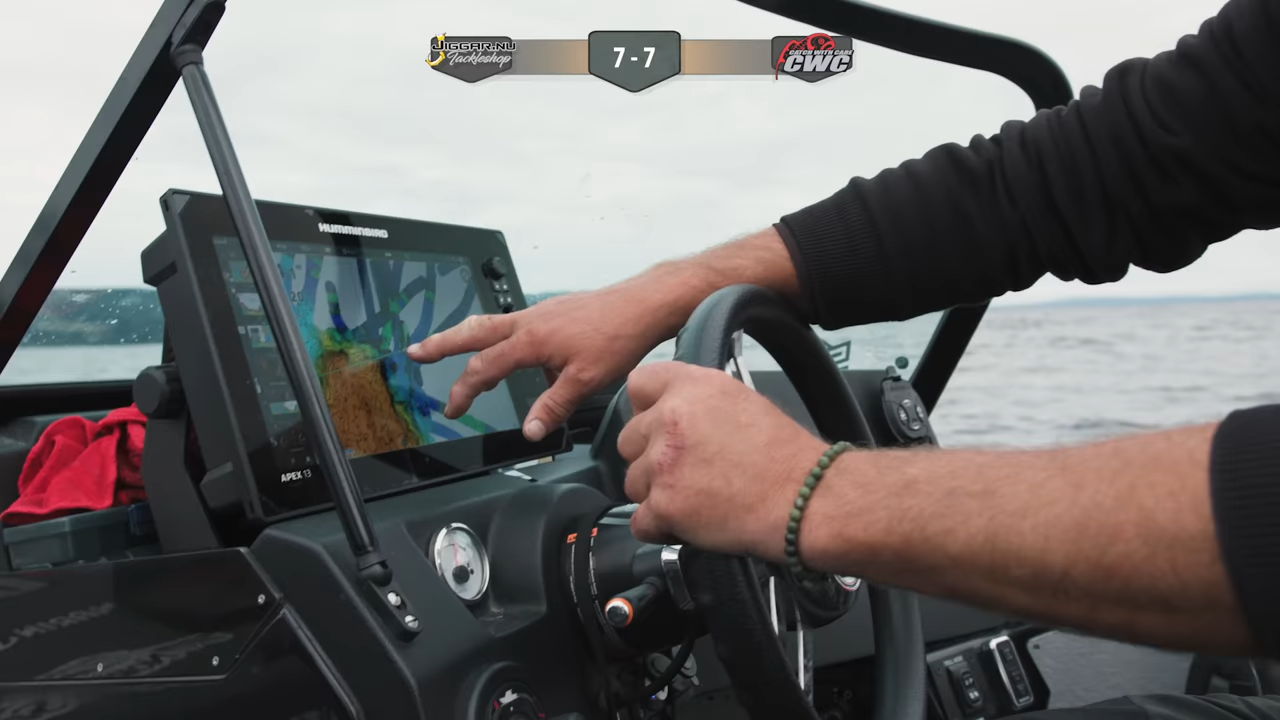 JIGGAR.NU
Tackleshop
7-7
CATCH WITH CARE
CWC
HUMMINBIRD
APEX 13